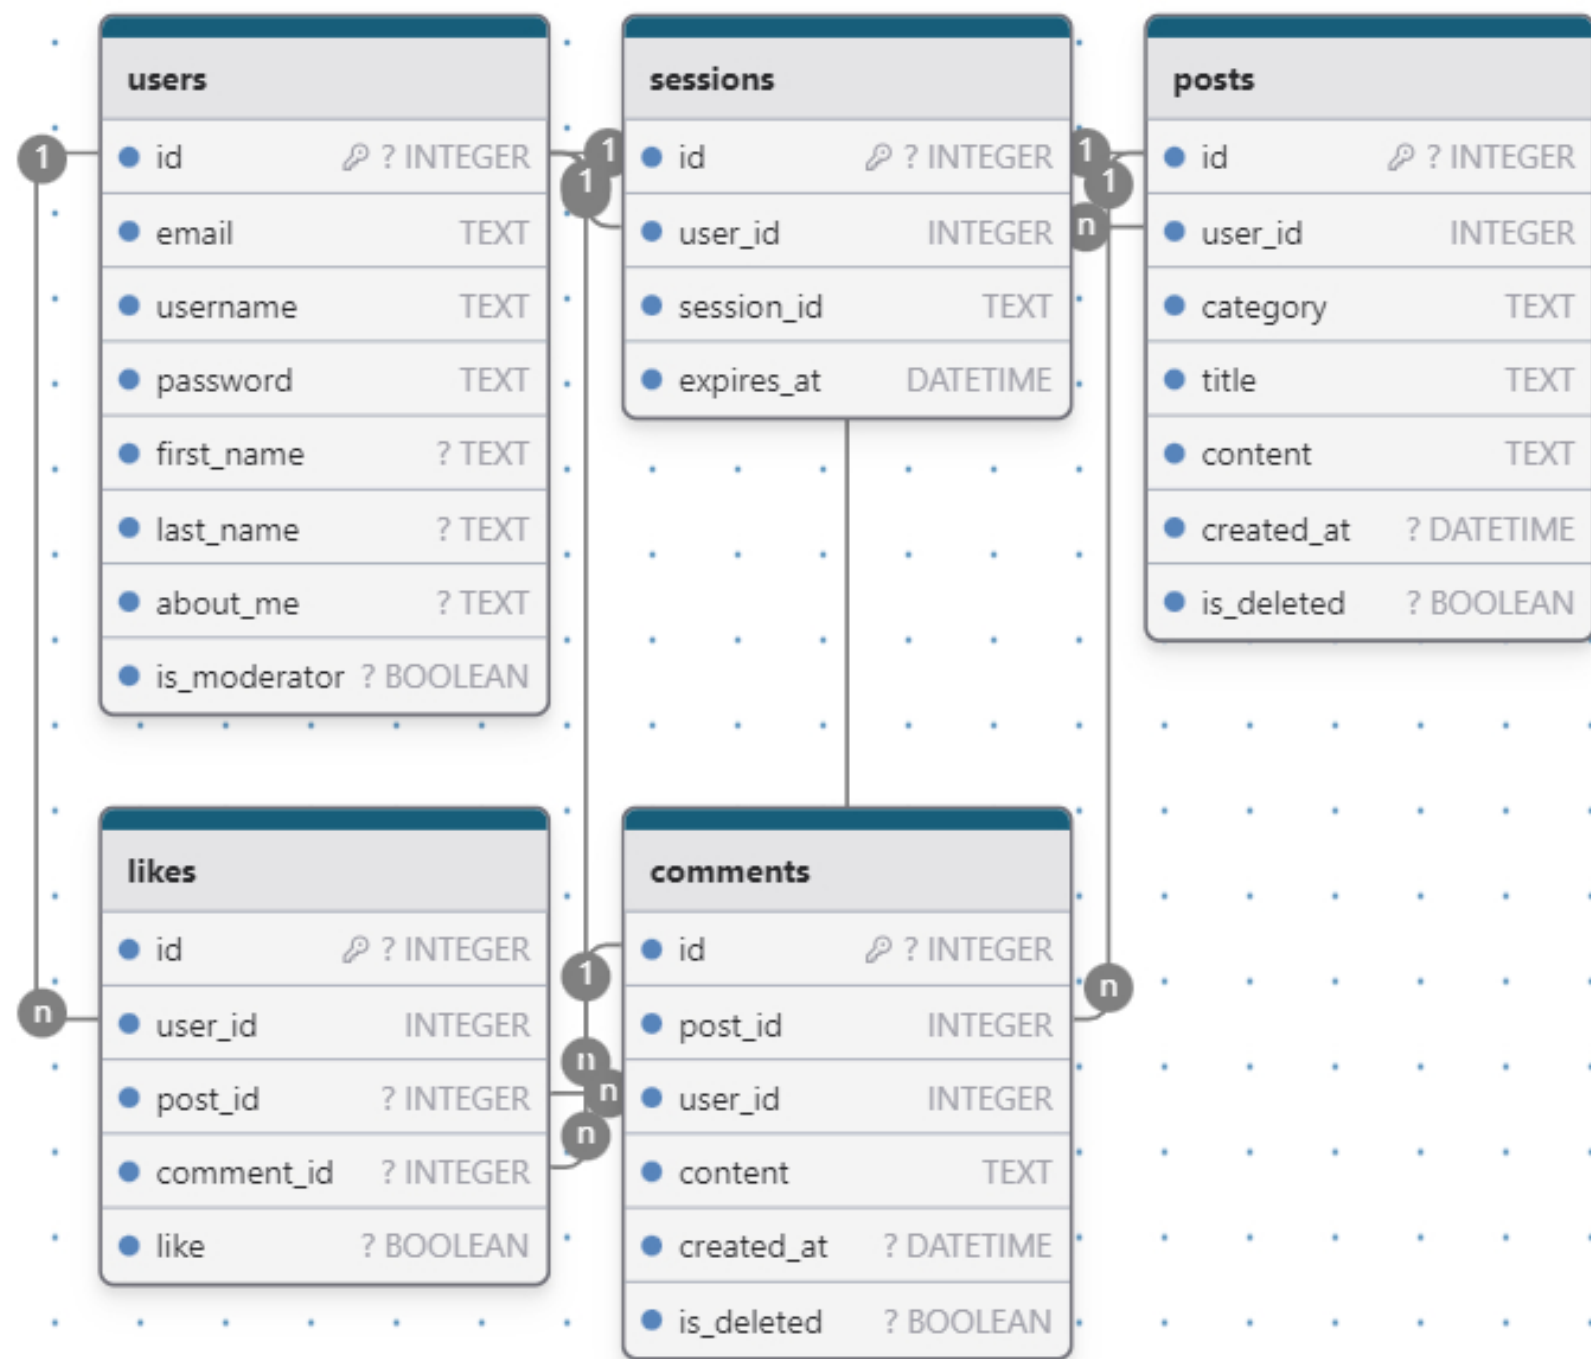 users
id ? INTEGER
email TEXT
username TEXT
password TEXT
first_name ? TEXT
last_name ? TEXT
about_me ? TEXT
is_moderator ? BOOLEAN
sessions
id ? INTEGER
user_id INTEGER
session_id TEXT
expires_at DATETIME
posts
id ? INTEGER
user_id INTEGER
category TEXT
title TEXT
content TEXT
created_at ? DATETIME
is_deleted ? BOOLEAN
1
1
1
1
1
n
likes
id ? INTEGER
user_id INTEGER
post_id ? INTEGER
comment_id ? INTEGER
like ? BOOLEAN
comments
id ? INTEGER
post_id INTEGER
user_id INTEGER
content TEXT
created_at ? DATETIME
is_deleted ? BOOLEAN
n
1
n
n
n
n